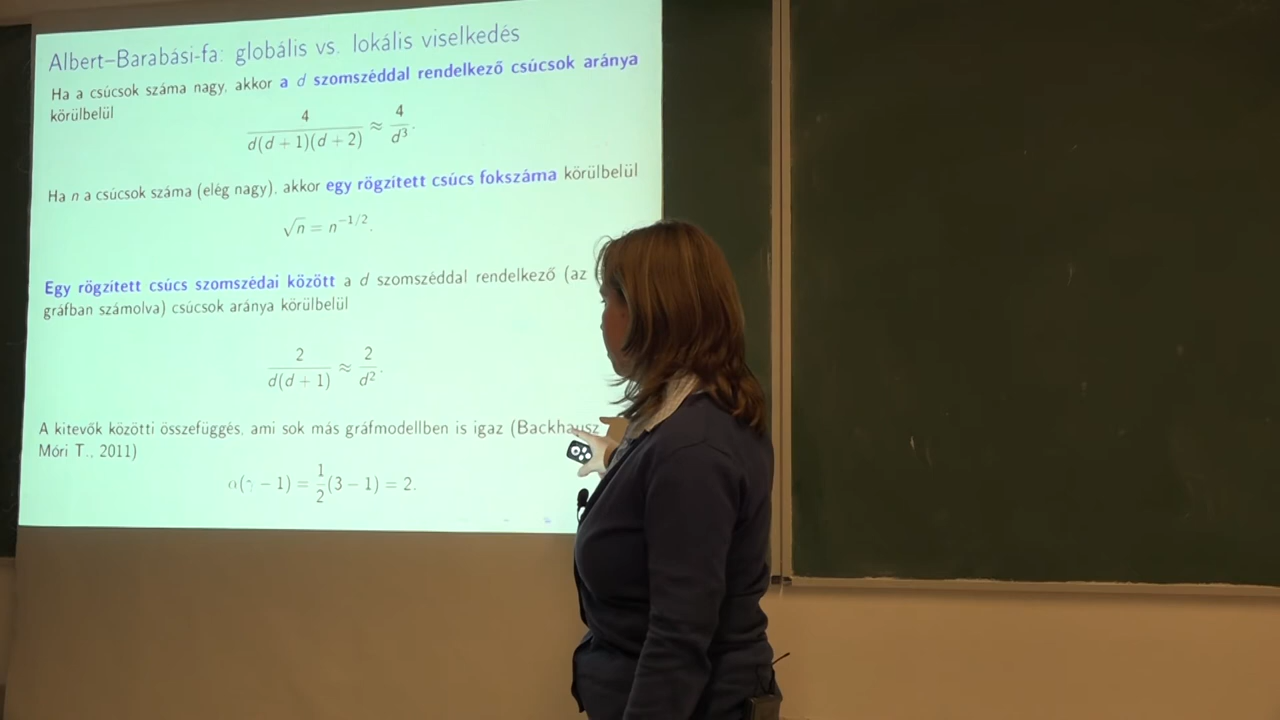 Albert–Barabási-fa: globális vs. lokális viselkedés
Ha a csúcsok száma nagy, akkor a d szomszéddal rendelkező csúcsok aránya
körülbelül
4/(d(d + 1)(d + 2)) ≈ 4/d³.
Ha n a csúcsok száma (elég nagy), akkor egy rögzített csúcs fokszáma körülbelül
√n = n^{−1/2}.
Egy rögzített csúcs szomszédai között a d szomszéddal rendelkező (az
gráfban számolva) csúcsok aránya körülbelül
2/(d(d + 1)) ≈ 2/d².
A kitevők közötti összefüggés, ami sok más gráfmodellben is igaz (Backhausz
Móri T., 2011)
α(γ − 1) = 1/2(3 − 1) = 2.